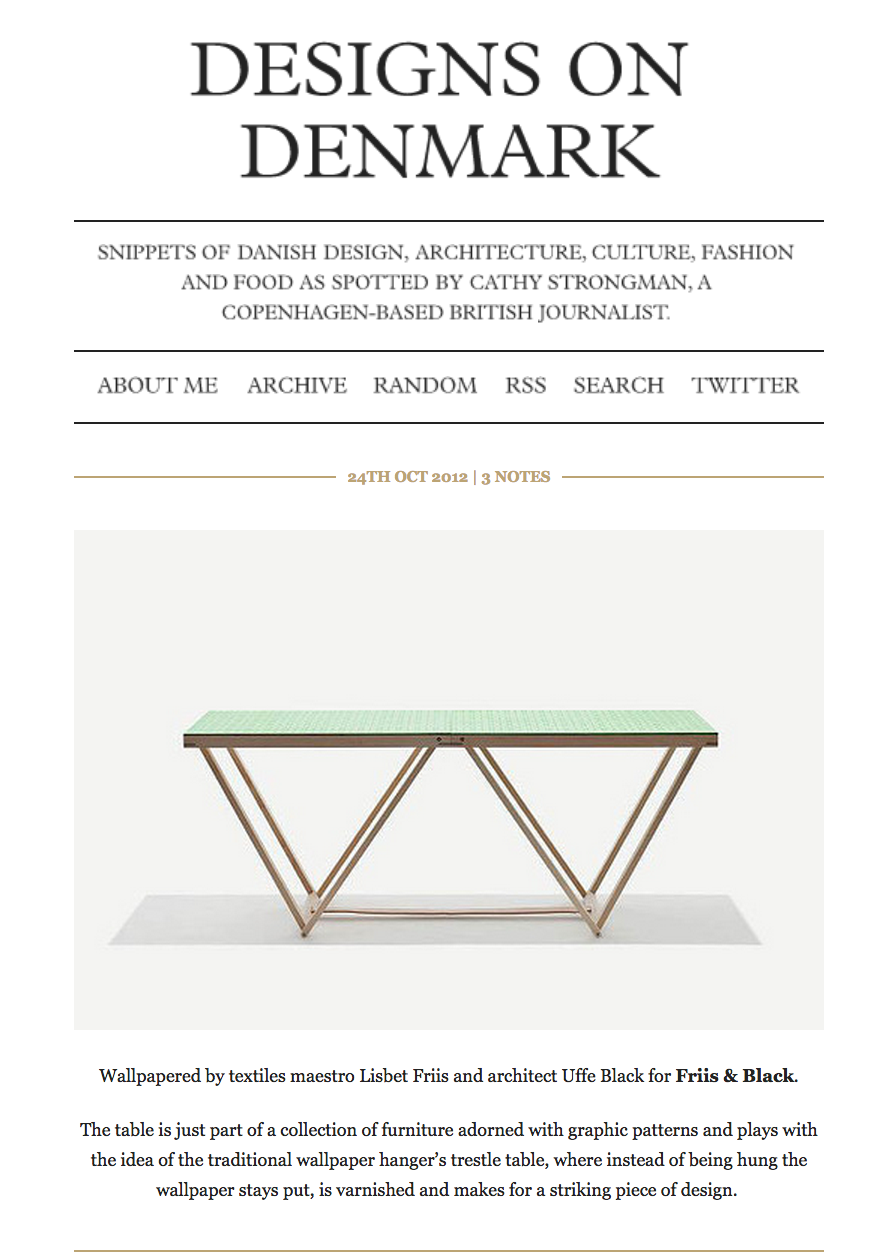 DESIGNS ON
DENMARK
SNIPPETS OF DANISH DESIGN, ARCHITECTURE, CULTURE, FASHION
AND FOOD AS SPOTTED BY CATHY STRONGMAN, A
COPENHAGEN-BASED BRITISH JOURNALIST.
ABOUT ME ARCHIVE RANDOM RSS SEARCH TWITTER
24TH OCT 2012 | 3 NOTES
Wallpapered by textiles maestro Lisbet Friis and architect Uffe Black for Friis & Black.
The table is just part of a collection of furniture adorned with graphic patterns and plays with
the idea of the traditional wallpaper hanger’s trestle table, where instead of being hung the
wallpaper stays put, is varnished and makes for a striking piece of design.